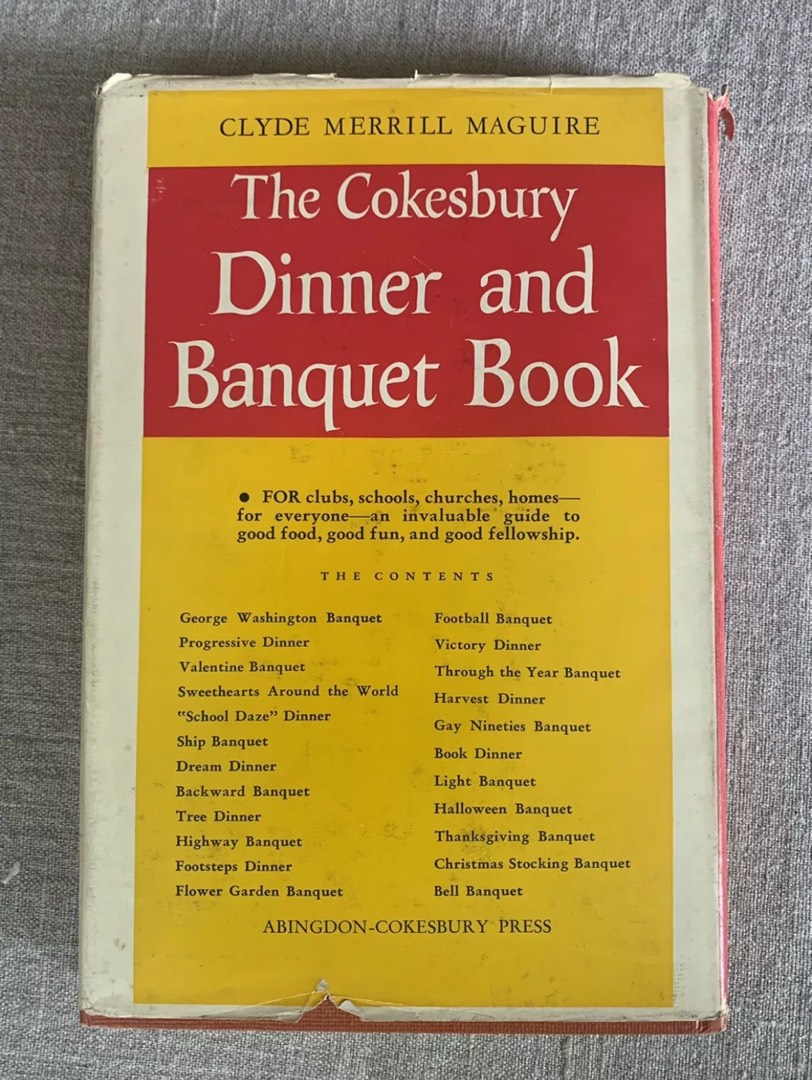 CLYDE MERRILL MAGUIRE
The Cokesbury
Dinner and
Banquet Book
● FOR clubs, schools, churches, homes—
for everyone—an invaluable guide to
good food, good fun, and good fellowship.
THE CONTENTS
George Washington Banquet
Progressive Dinner
Valentine Banquet
Sweethearts Around the World
"School Daze" Dinner
Ship Banquet
Dream Dinner
Backward Banquet
Tree Dinner
Highway Banquet
Footsteps Dinner
Flower Garden Banquet
Football Banquet
Victory Dinner
Through the Year Banquet
Harvest Dinner
Gay Nineties Banquet
Book Dinner
Light Banquet
Halloween Banquet
Thanksgiving Banquet
Christmas Stocking Banquet
Bell Banquet
ABINGDON-COKESBURY PRESS